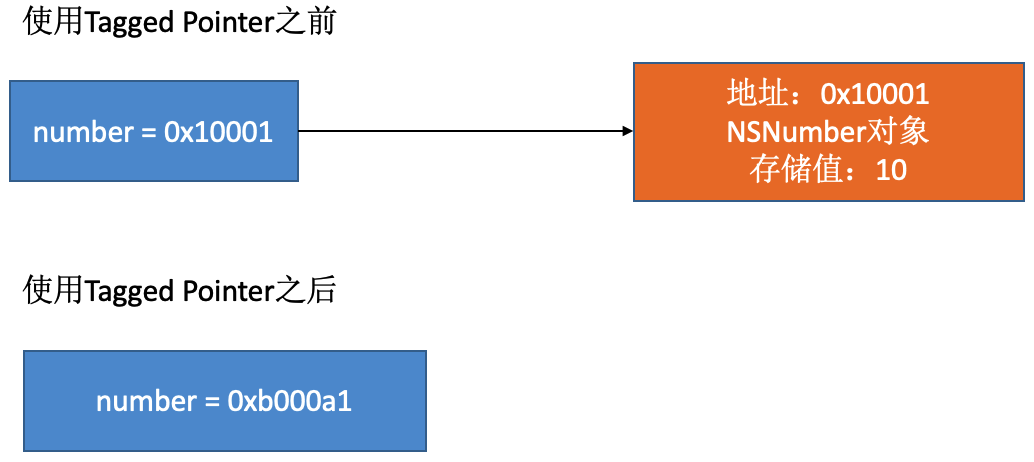 使用Tagged Pointer之前
number = 0x10001
地址：0x10001
NSNumber对象
存储值：10
使用Tagged Pointer之后
number = 0xb000a1